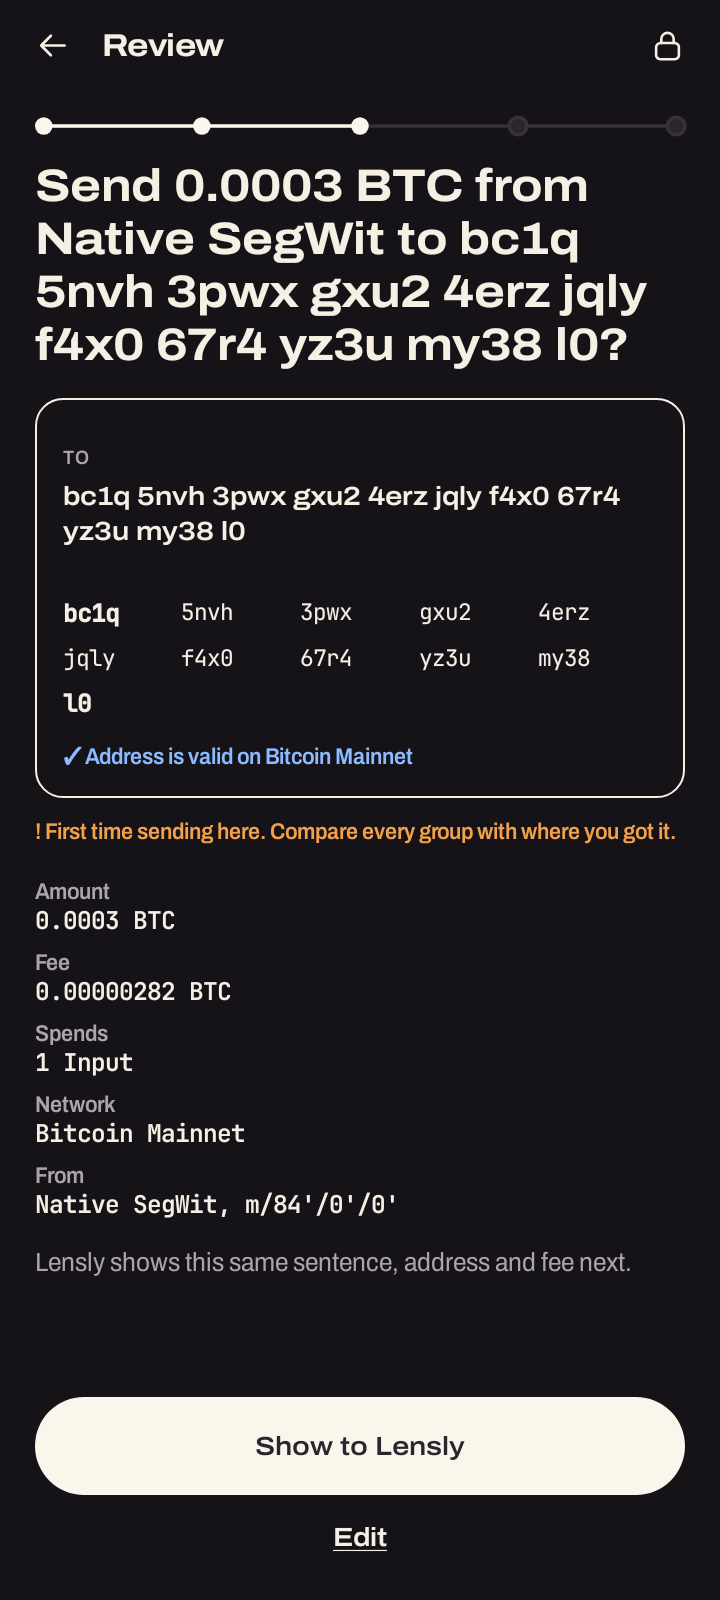 Review
Send 0.0003 BTC from
Native SegWit to bc1q
5nvh 3pwx gxu2 4erz jqly
f4x0 67r4 yz3u my38 l0?
TO
bc1q 5nvh 3pwx gxu2 4erz jqly f4x0 67r4
yz3u my38 l0
bc1q 5nvh 3pwx gxu2 4erz
jqly f4x0 67r4 yz3u my38
l0
✓ Address is valid on Bitcoin Mainnet
! First time sending here. Compare every group with where you got it.
Amount
0.0003 BTC
Fee
0.00000282 BTC
Spends
1 Input
Network
Bitcoin Mainnet
From
Native SegWit, m/84'/0'/0'
Lensly shows this same sentence, address and fee next.
Show to Lensly
Edit